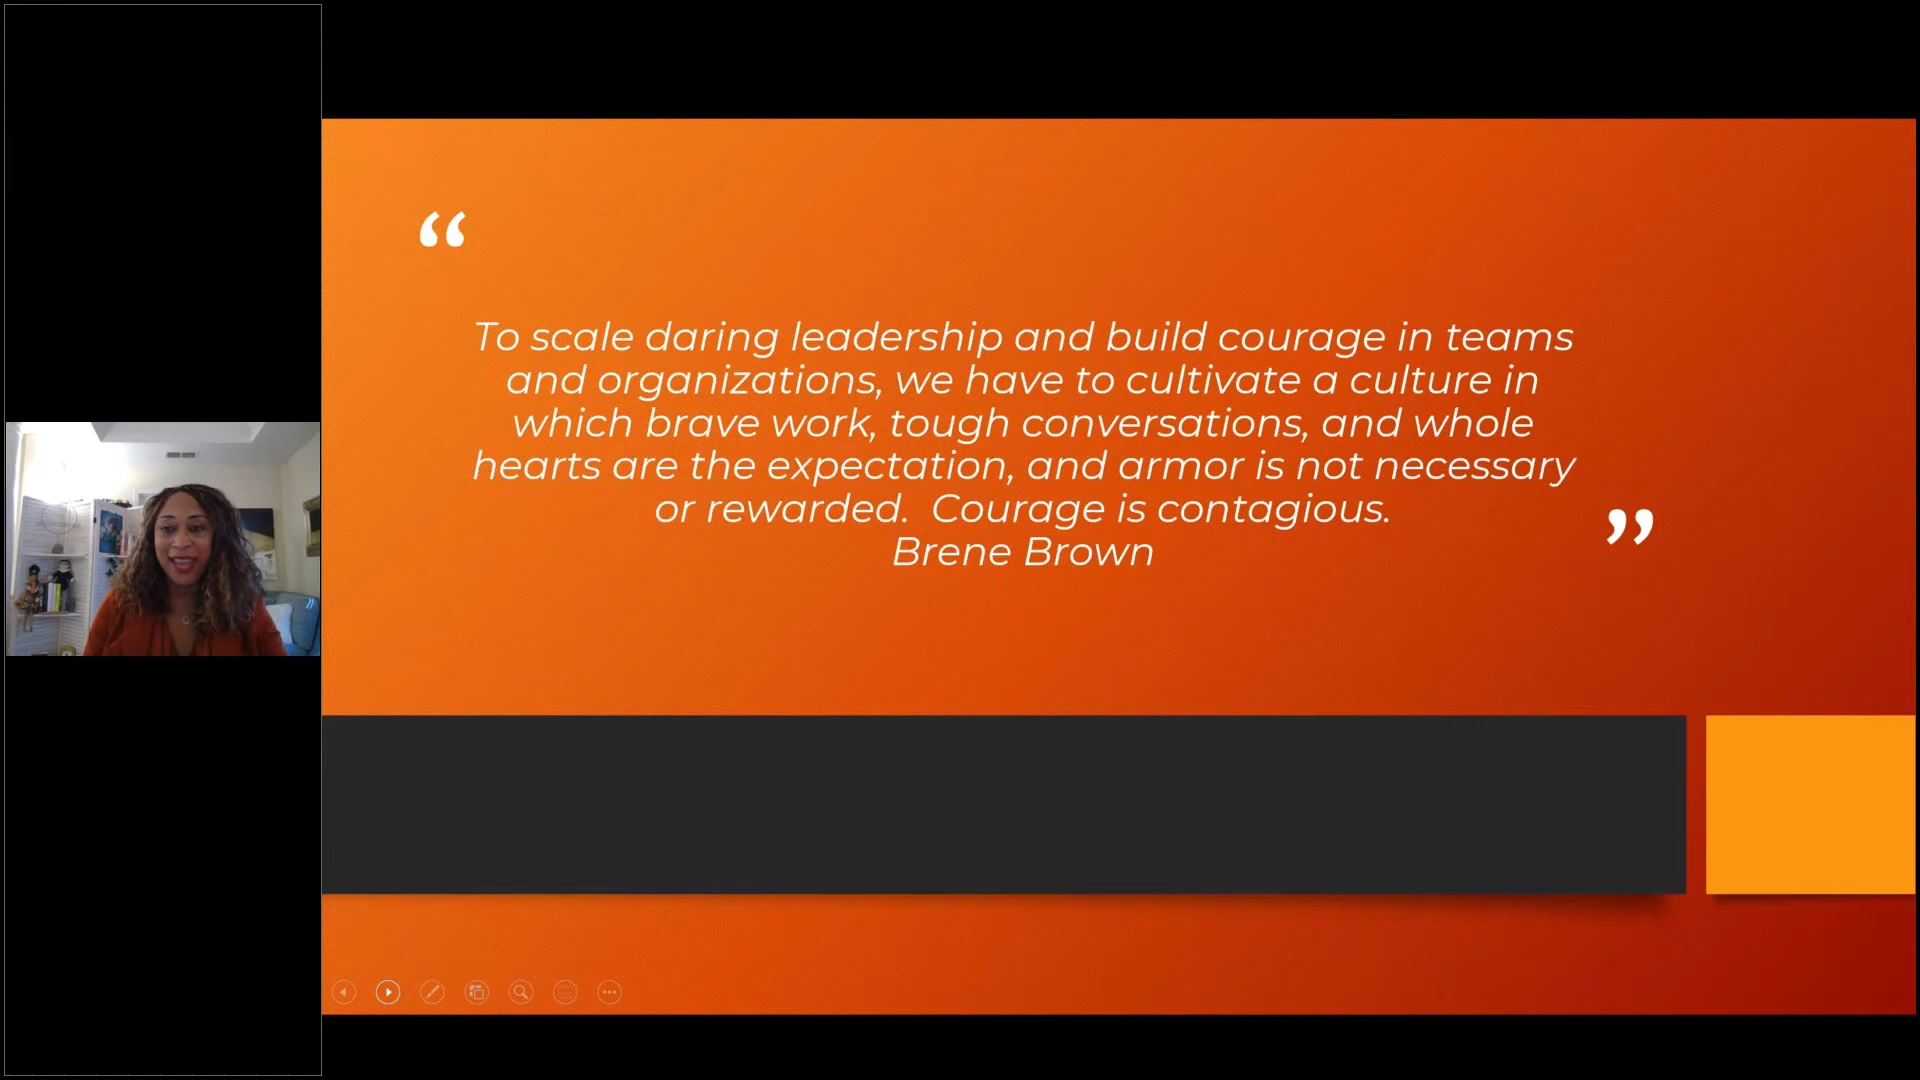 “
To scale daring leadership and build courage in teams
and organizations, we have to cultivate a culture in
which brave work, tough conversations, and whole
hearts are the expectation, and armor is not necessary
or rewarded.  Courage is contagious.
”
Brene Brown